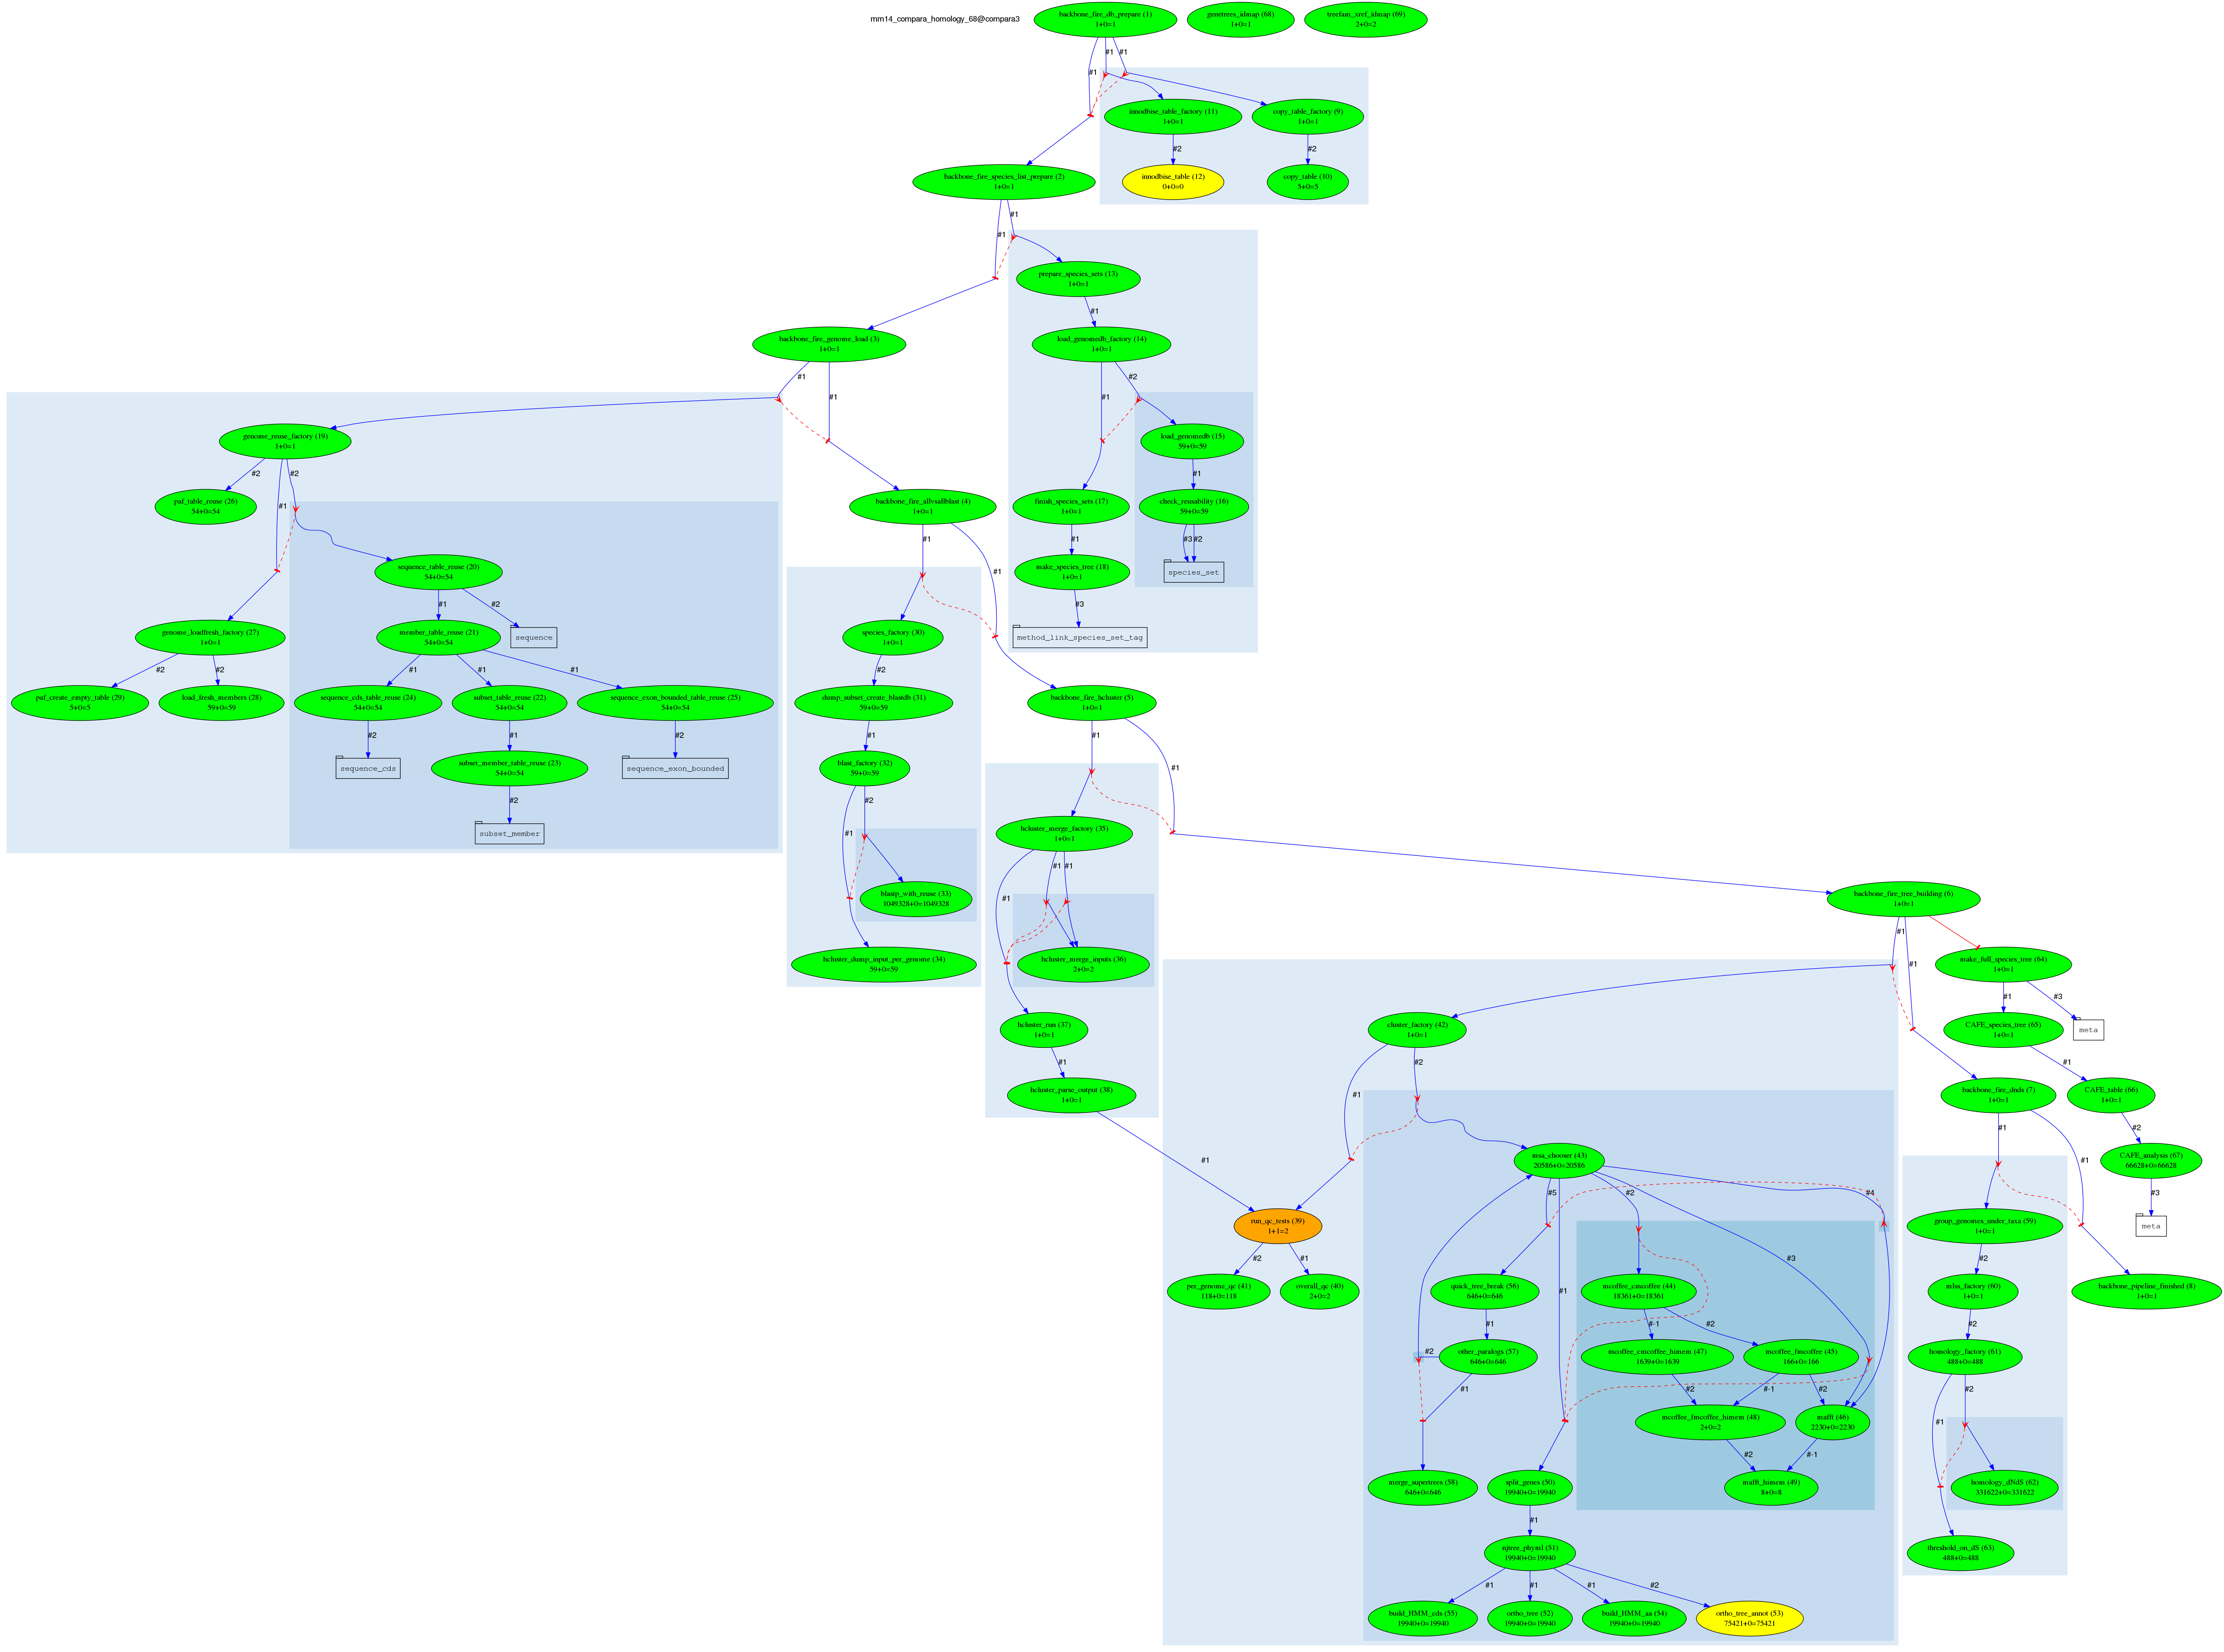 mm14_compara_homology_68@compara3
backbone_fire_db_prepare (1)
1+0=1
genetrees_idmap (68)
1+0=1
treefam_xref_idmap (69)
2+0=2
#1
#1
#1
innodbise_table_factory (11)
1+0=1
copy_table_factory (9)
1+0=1
#2
#2
backbone_fire_species_list_prepare (2)
1+0=1
innodbise_table (12)
0+0=0
copy_table (10)
5+0=5
#1
#1
prepare_species_sets (13)
1+0=1
#1
backbone_fire_genome_load (3)
1+0=1
load_genomedb_factory (14)
1+0=1
#1
#1
#1
#2
genome_reuse_factory (19)
1+0=1
load_genomedb (15)
59+0=59
#2
#2
#1
#1
paf_table_reuse (26)
54+0=54
backbone_fire_allvsallblast (4)
1+0=1
finish_species_sets (17)
1+0=1
check_reusability (16)
59+0=59
#1
#1
#1
#3
#2
sequence_table_reuse (20)
54+0=54
make_species_tree (18)
1+0=1
species_set
#1
#2
#3
genome_loadfresh_factory (27)
1+0=1
member_table_reuse (21)
54+0=54
sequence
species_factory (30)
1+0=1
method_link_species_set_tag
#2
#2
#1
#1
#1
#2
paf_create_empty_table (29)
5+0=5
load_fresh_members (28)
59+0=59
sequence_cds_table_reuse (24)
54+0=54
subset_table_reuse (22)
54+0=54
sequence_exon_bounded_table_reuse (25)
54+0=54
dump_subset_create_blastdb (31)
59+0=59
backbone_fire_hcluster (5)
1+0=1
#2
#1
#2
#1
#1
#1
sequence_cds
subset_member_table_reuse (23)
54+0=54
sequence_exon_bounded
blast_factory (32)
59+0=59
#2
#1
#2
subset_member
hcluster_merge_factory (35)
1+0=1
#1
#1
#1
blastp_with_reuse (33)
1049328+0=1049328
backbone_fire_tree_building (6)
1+0=1
#1
#1
hcluster_dump_input_per_genome (34)
59+0=59
hcluster_merge_inputs (36)
2+0=2
make_full_species_tree (64)
1+0=1
#1
#3
hcluster_run (37)
1+0=1
cluster_factory (42)
1+0=1
CAFE_species_tree (65)
1+0=1
meta
#1
#2
#1
#1
hcluster_parse_output (38)
1+0=1
backbone_fire_dnds (7)
1+0=1
CAFE_table (66)
1+0=1
#1
#1
#1
#2
msa_chooser (43)
20586+0=20586
CAFE_analysis (67)
66628+0=66628
#5
#2
#4
#3
run_qc_tests (39)
1+1=2
group_genomes_under_taxa (59)
1+0=1
meta
#2
#1
#3
#2
per_genome_qc (41)
118+0=118
overall_qc (40)
2+0=2
quick_tree_break (56)
646+0=646
#1
mcoffee_cmcoffee (44)
18361+0=18361
mlss_factory (60)
1+0=1
backbone_pipeline_finished (8)
1+0=1
#1
#-1
#2
#2
#2
other_paralogs (57)
646+0=646
mcoffee_cmcoffee_himem (47)
1639+0=1639
mcoffee_fmcoffee (45)
166+0=166
homology_factory (61)
488+0=488
#1
#2
#-1
#2
#2
#1
mcoffee_fmcoffee_himem (48)
2+0=2
mafft (46)
2230+0=2230
#2
#-1
merge_supertrees (58)
646+0=646
split_genes (50)
19940+0=19940
mafft_himem (49)
8+0=8
homology_dNdS (62)
331622+0=331622
#1
njtree_phyml (51)
19940+0=19940
threshold_on_dS (63)
488+0=488
#1
#1
#1
#2
build_HMM_cds (55)
19940+0=19940
ortho_tree (52)
19940+0=19940
build_HMM_aa (54)
19940+0=19940
ortho_tree_annot (53)
75421+0=75421